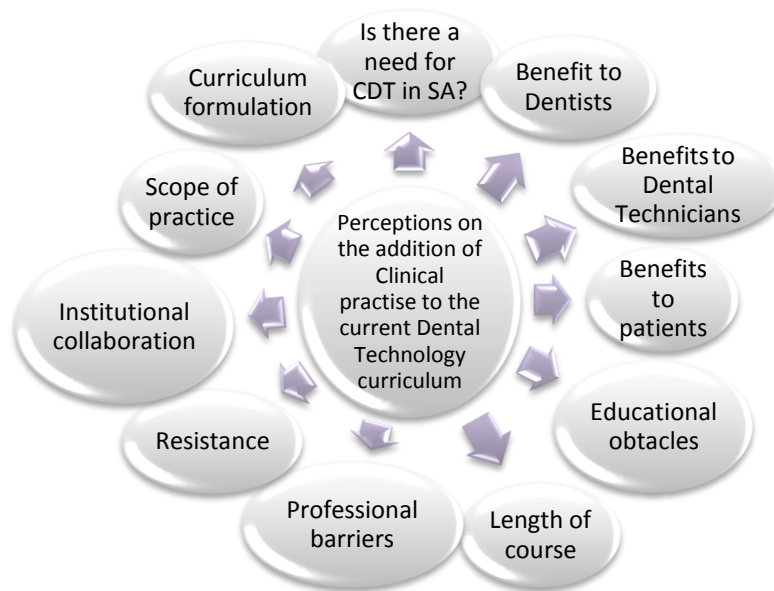 Is there a
need for
CDT in SA?
Benefit to
Dentists
Benefits to
Dental
Technicians
Benefits
to
patients
Educational
obtacles
Length of
course
Professional
barriers
Resistance
Institutional
collaboration
Scope of
practice
Curriculum
formulation
Perceptions on
the addition of
Clinical
practise to the
current Dental
Technology
curriculum